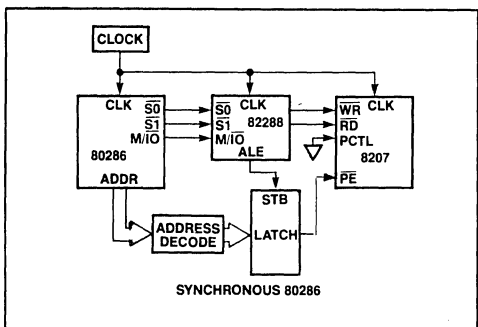 CLOCK
CLK S0 S0 CLK WR CLK
S1 S1 82288 RD
M/IO M/IO PCTL
80286 ALE 8207
ADDR STB PE
ADDRESS DECODE LATCH
SYNCHRONOUS 80286